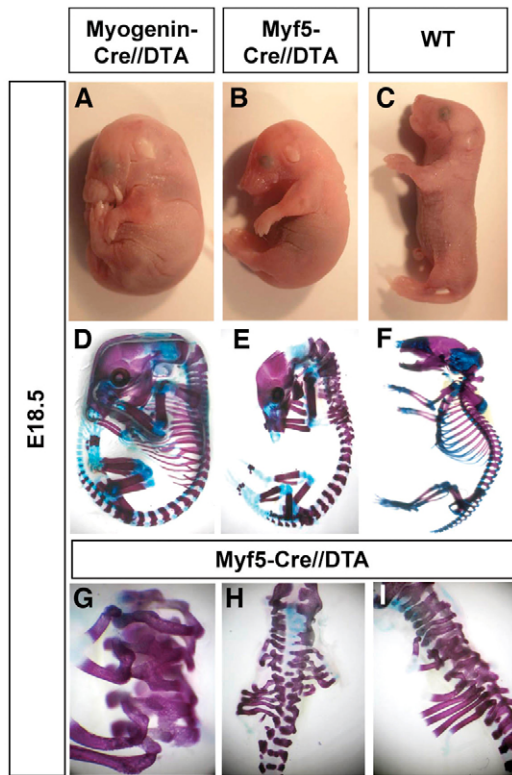 Myogenin-
Cre//DTA
Myf5-
Cre//DTA
WT
E18.5
A
B
C
D
E
F
Myf5-Cre//DTA
G
H
I